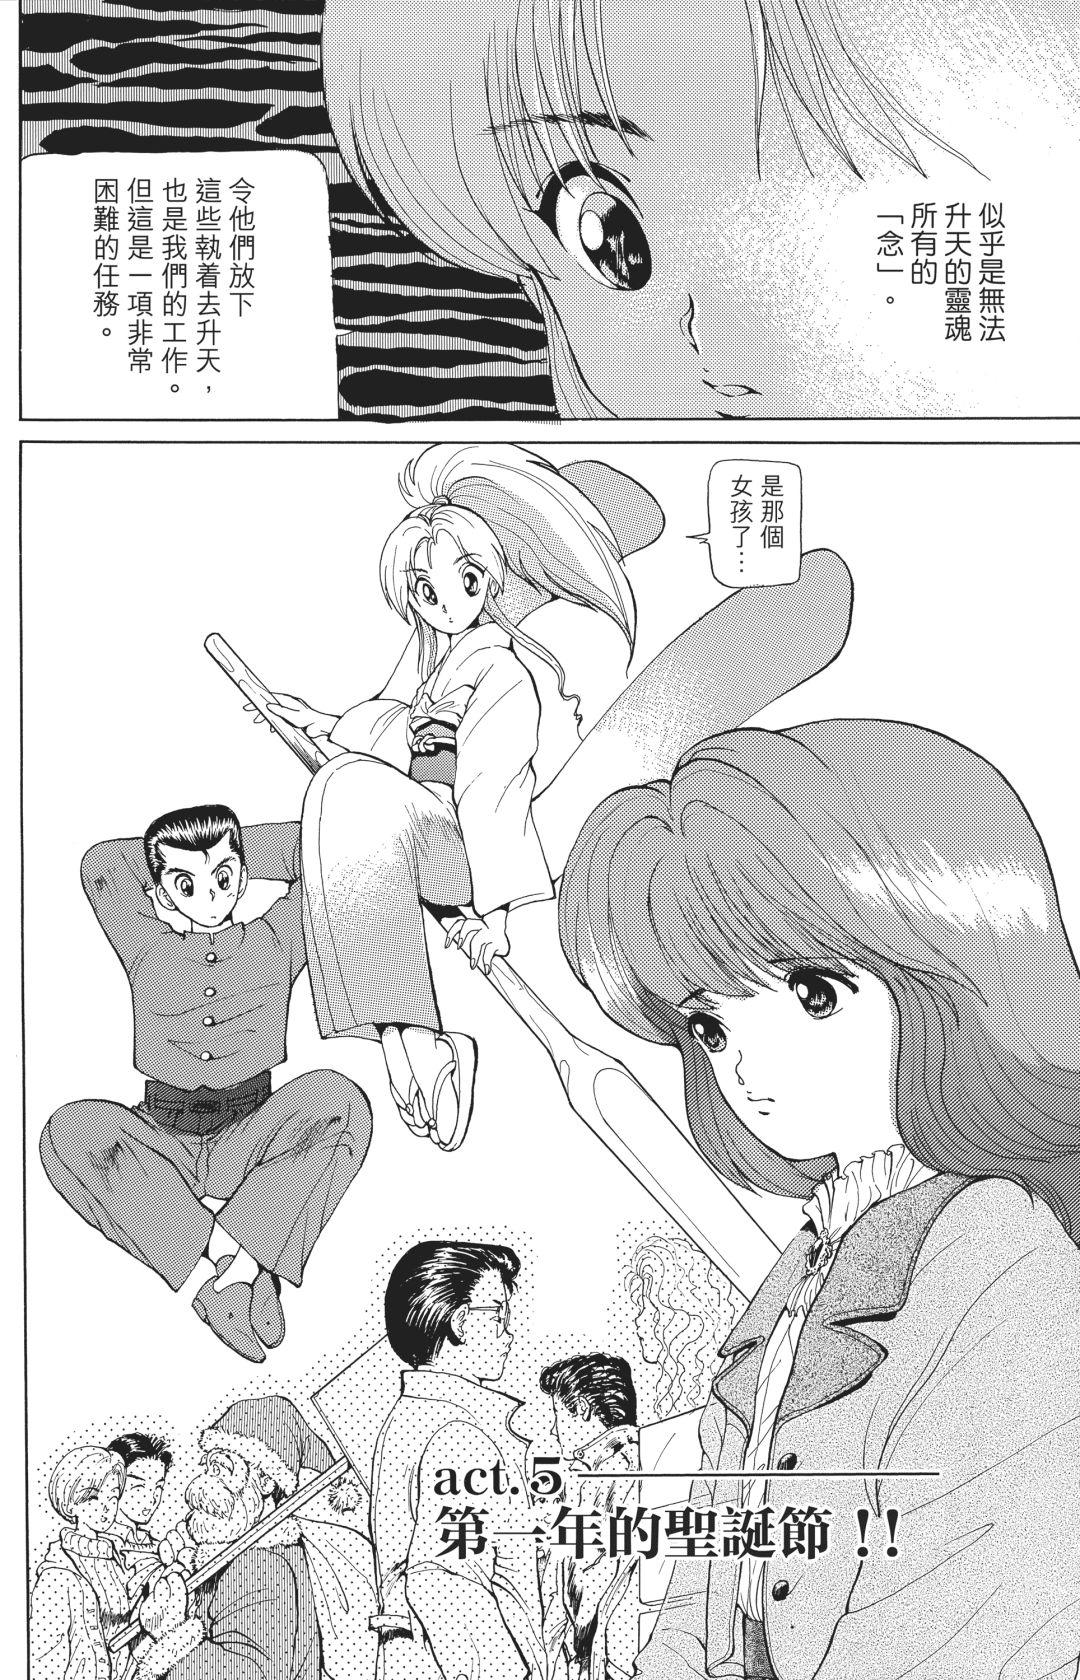 似乎是無法
升天的靈魂
所有的
「念」。
令他們放下
這些執着去升天，
也是我們的工作。
但這是一項非常
困難的任務。
是那個
女孩了…
act. 5
第一年的聖誕節!!